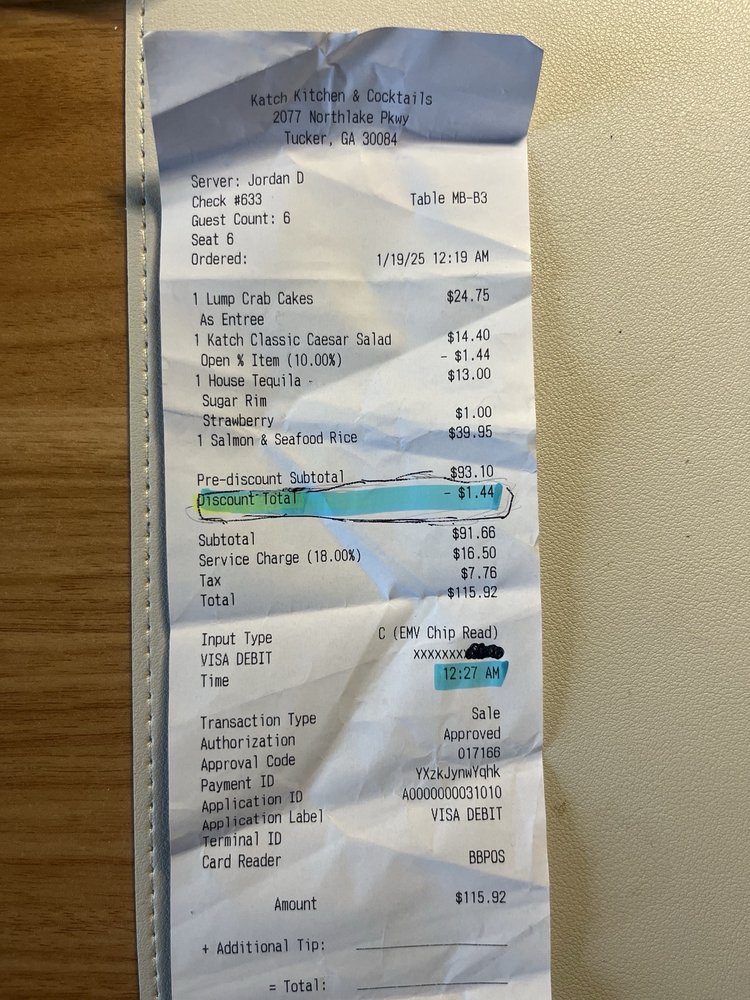 Katch Kitchen & Cocktails
2077 Northlake Pkwy
Tucker, GA 30084
Server: Jordan D
Check #633 Table MB-B3
Guest Count: 6
Seat 6
Ordered: 1/19/25 12:19 AM
1 Lump Crab Cakes $24.75
As Entree
1 Katch Classic Caesar Salad $14.40
Open % Item (10.00%) - $1.44
1 House Tequila - $13.00
Sugar Rim
Strawberry $1.00
1 Salmon & Seafood Rice $39.95
Pre-discount Subtotal $93.10
Discount Total - $1.44
Subtotal $91.66
Service Charge (18.00%) $16.50
Tax $7.76
Total $115.92
Input Type C (EMV Chip Read)
VISA DEBIT xxxxxxxx
Time 12:27 AM
Transaction Type Sale
Authorization Approved
Approval Code 017166
Payment ID YXzkJynwYqhk
Application ID A0000000031010
Application Label VISA DEBIT
Terminal ID
Card Reader BBPOS
Amount $115.92
+ Additional Tip:
= Total: